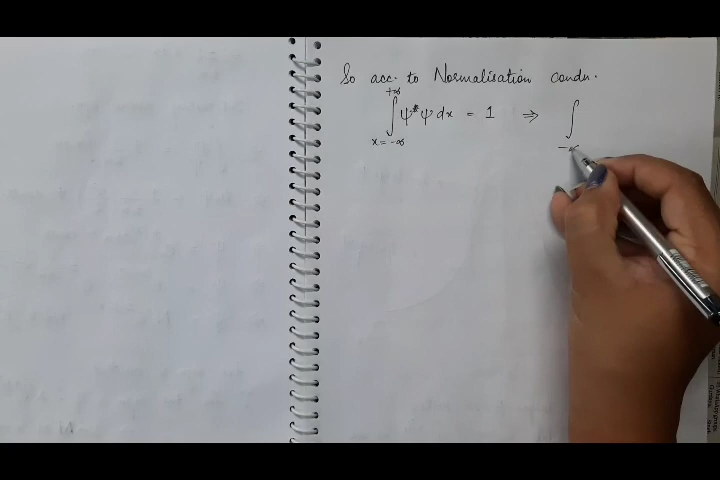 So acc. to Normalisation condn.
+∞
∫ ψ* ψ dx = 1 ⇒ ∫
x = -∞ -∞